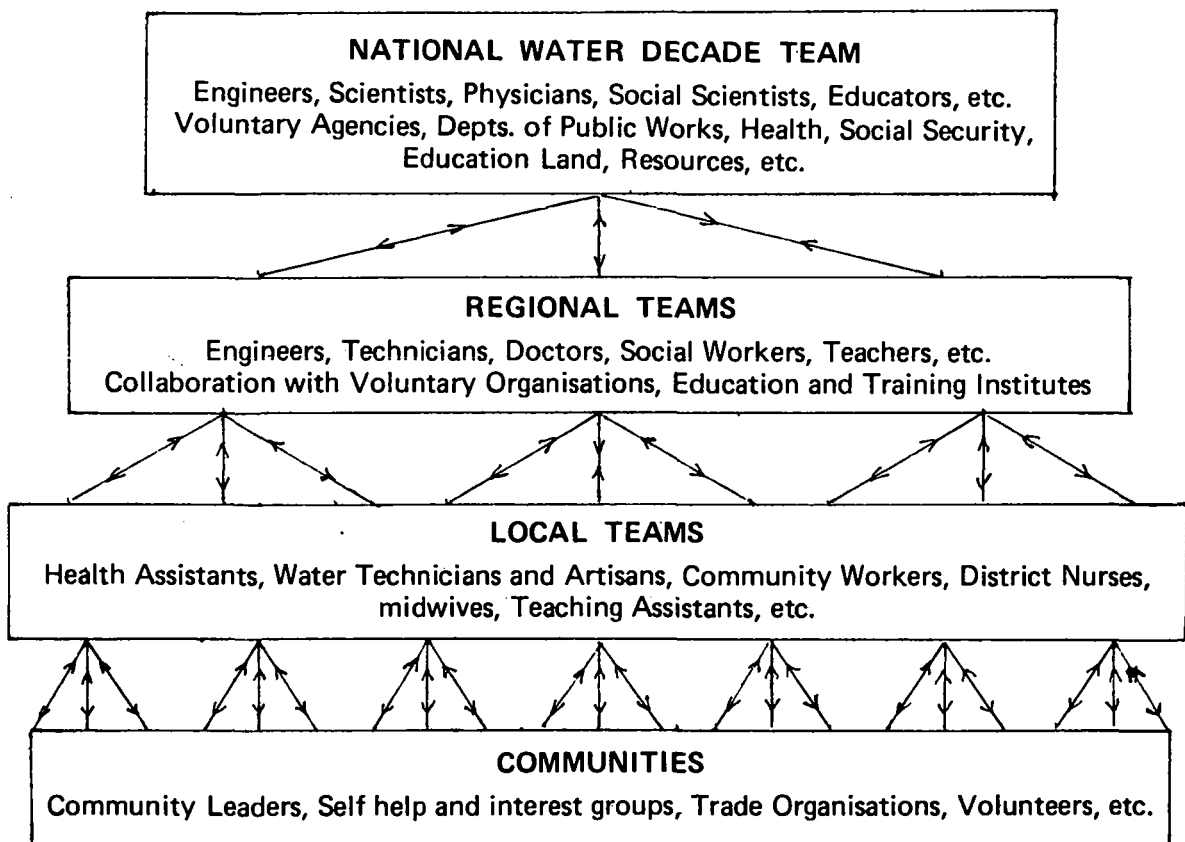 NATIONAL WATER DECADE TEAM
Engineers, Scientists, Physicians, Social Scientists, Educators, etc.
Voluntary Agencies, Depts. of Public Works, Health, Social Security,
Education Land, Resources, etc.
REGIONAL TEAMS
Engineers, Technicians, Doctors, Social Workers, Teachers, etc.
Collaboration with Voluntary Organisations, Education and Training Institutes
LOCAL TEAMS
Health Assistants, Water Technicians and Artisans, Community Workers, District Nurses,
midwives, Teaching Assistants, etc.
COMMUNITIES
Community Leaders, Self help and interest groups, Trade Organisations, Volunteers, etc.